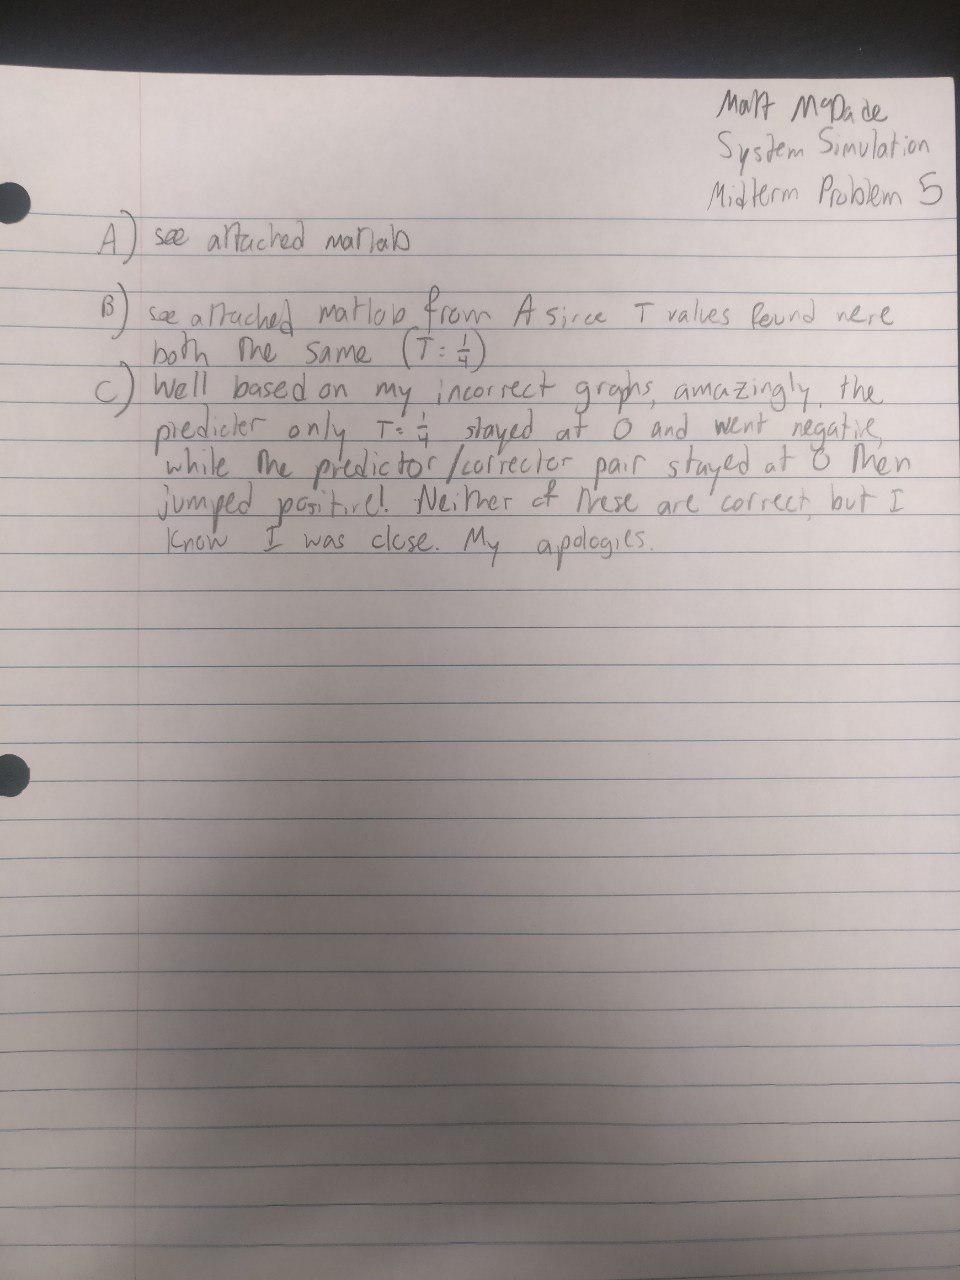 Matt McDade
System Simulation
Midterm Problem 5
A) see attached matlab
B) see attached matlab from A since T values found were
both the same (T = 1/4)
C) Well based on my incorrect graphs, amazingly, the
predicter only T = 1/4 stayed at 0 and went negative,
while the predictor/corrector pair stayed at 0 then
jumped positive! Neither of these are correct, but I
know I was close. My apologies.